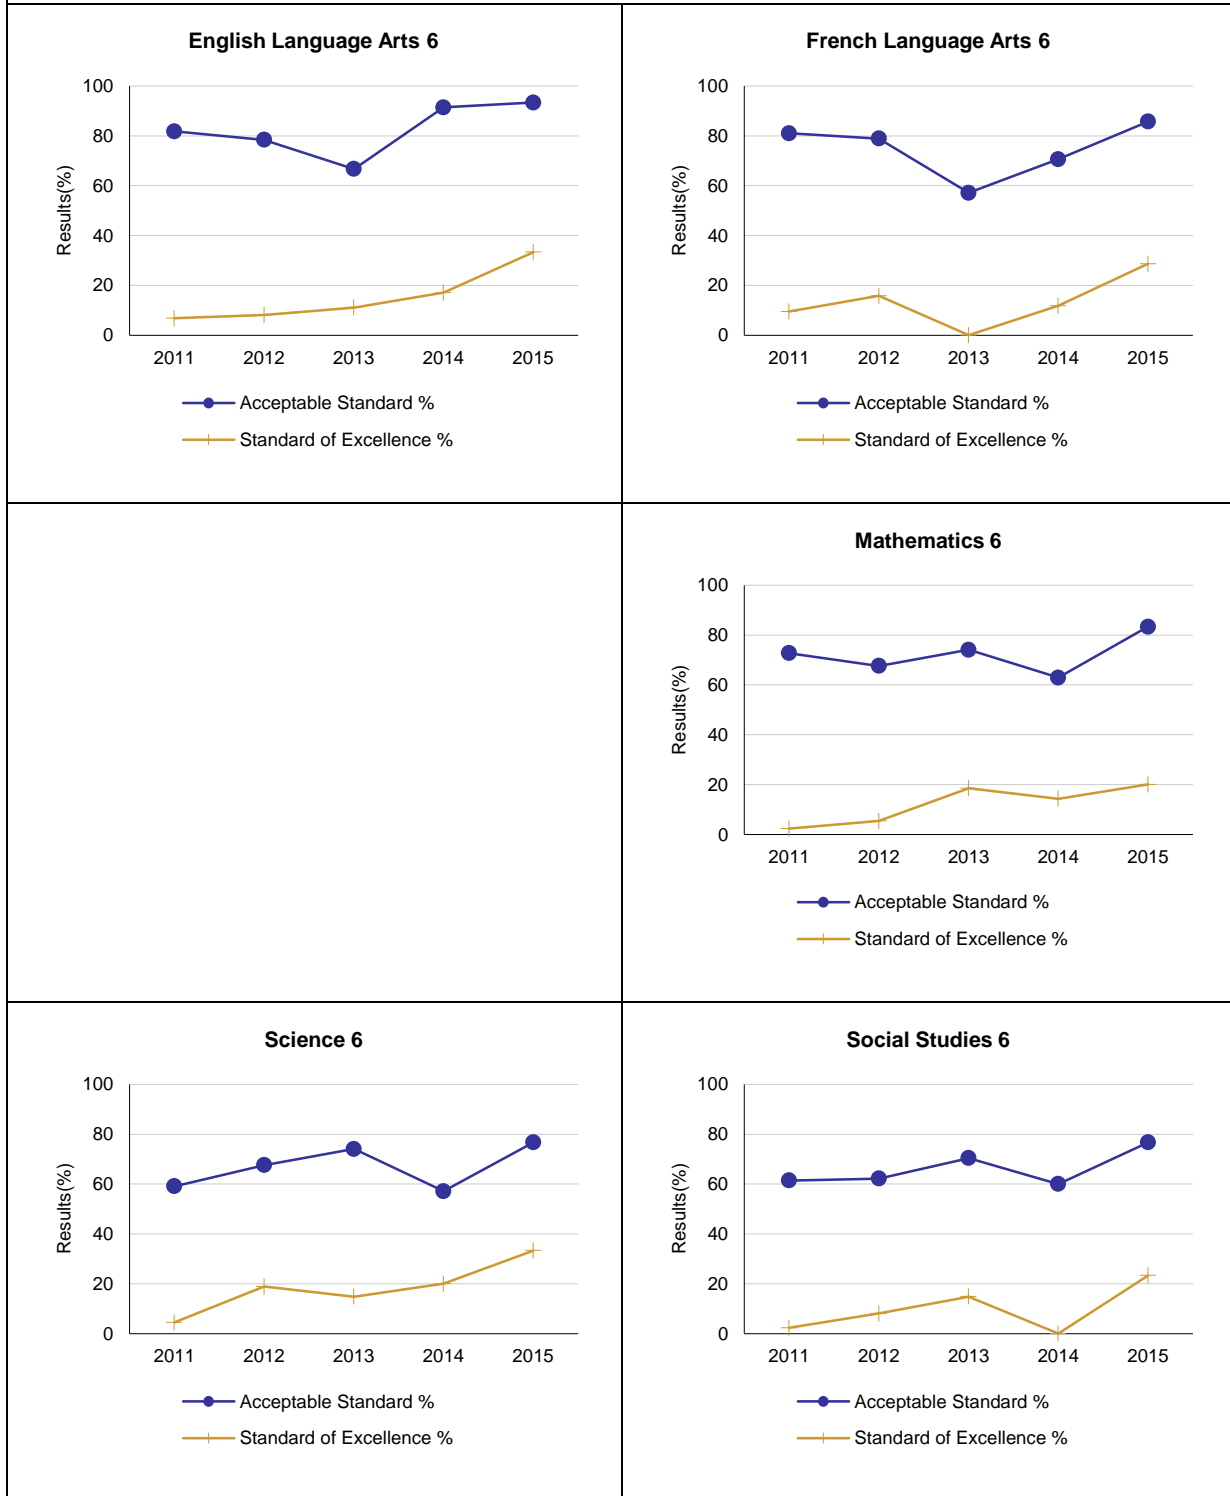 English Language Arts 6
100
80
60
40
20
0
Results(%)
2011 2012 2013 2014 2015
Acceptable Standard %
Standard of Excellence %
French Language Arts 6
100
80
60
40
20
0
Results(%)
2011 2012 2013 2014 2015
Acceptable Standard %
Standard of Excellence %
Mathematics 6
100
80
60
40
20
0
Results(%)
2011 2012 2013 2014 2015
Acceptable Standard %
Standard of Excellence %
Science 6
100
80
60
40
20
0
Results(%)
2011 2012 2013 2014 2015
Acceptable Standard %
Standard of Excellence %
Social Studies 6
100
80
60
40
20
0
Results(%)
2011 2012 2013 2014 2015
Acceptable Standard %
Standard of Excellence %